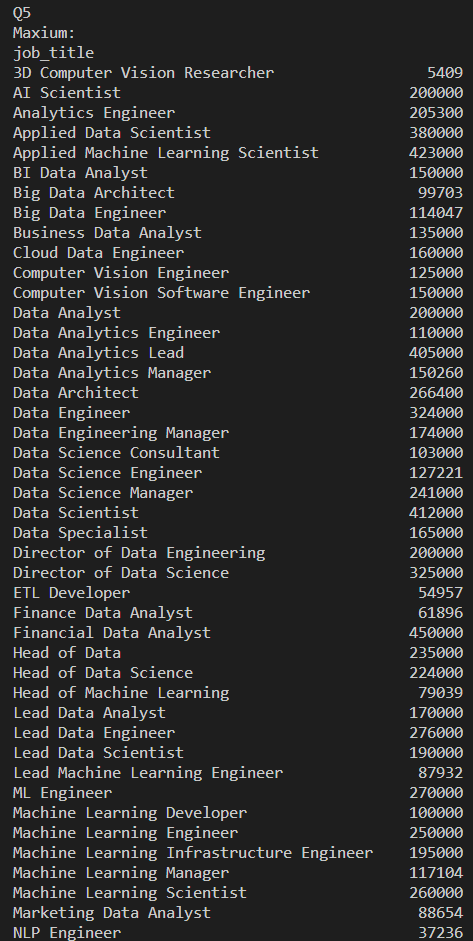 Q5
Maxium:
job_title
3D Computer Vision Researcher 5409
AI Scientist 200000
Analytics Engineer 205300
Applied Data Scientist 380000
Applied Machine Learning Scientist 423000
BI Data Analyst 150000
Big Data Architect 99703
Big Data Engineer 114047
Business Data Analyst 135000
Cloud Data Engineer 160000
Computer Vision Engineer 125000
Computer Vision Software Engineer 150000
Data Analyst 200000
Data Analytics Engineer 110000
Data Analytics Lead 405000
Data Analytics Manager 150260
Data Architect 266400
Data Engineer 324000
Data Engineering Manager 174000
Data Science Consultant 103000
Data Science Engineer 127221
Data Science Manager 241000
Data Scientist 412000
Data Specialist 165000
Director of Data Engineering 200000
Director of Data Science 325000
ETL Developer 54957
Finance Data Analyst 61896
Financial Data Analyst 450000
Head of Data 235000
Head of Data Science 224000
Head of Machine Learning 79039
Lead Data Analyst 170000
Lead Data Engineer 276000
Lead Data Scientist 190000
Lead Machine Learning Engineer 87932
ML Engineer 270000
Machine Learning Developer 100000
Machine Learning Engineer 250000
Machine Learning Infrastructure Engineer 195000
Machine Learning Manager 117104
Machine Learning Scientist 260000
Marketing Data Analyst 88654
NLP Engineer 37236